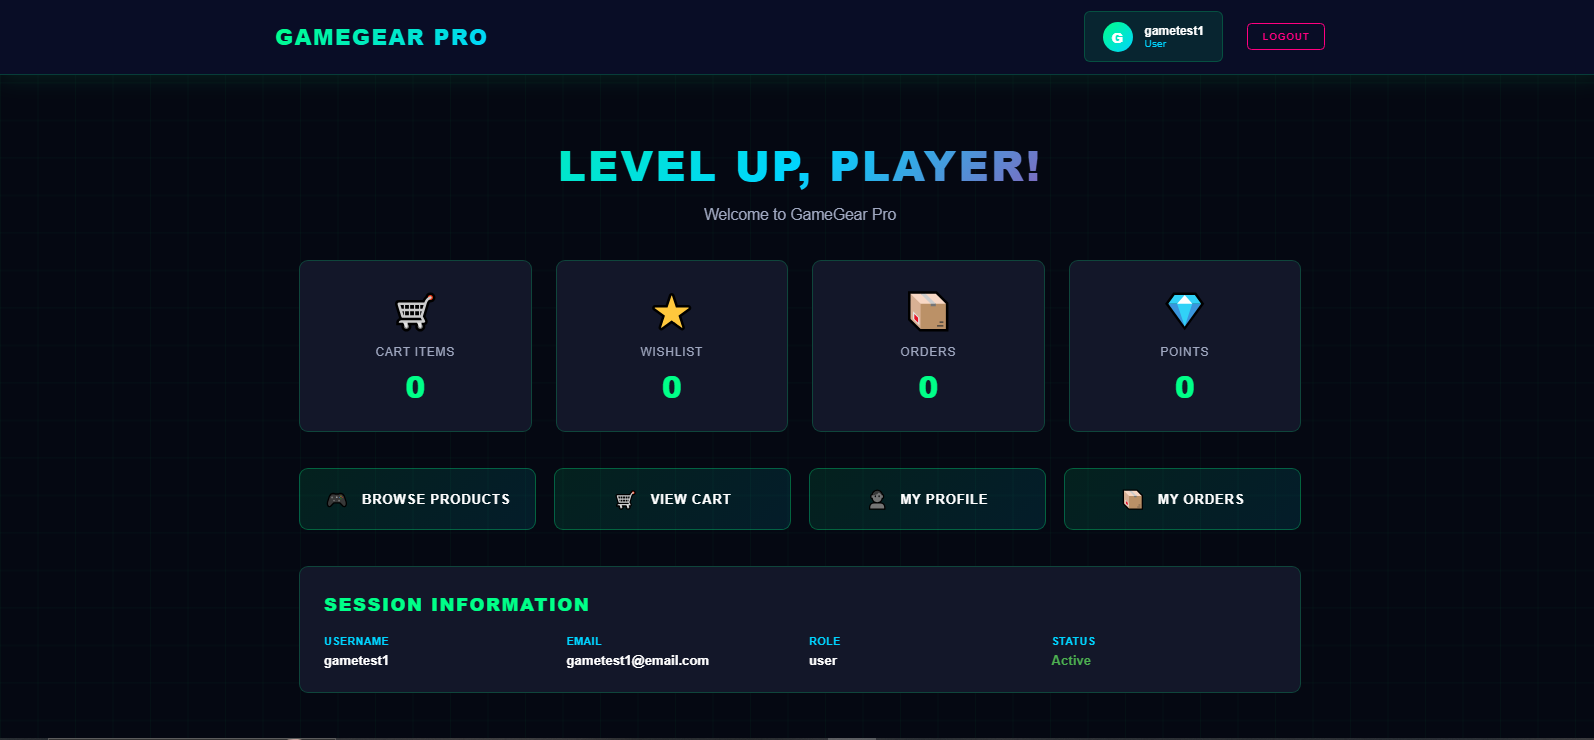 GAMEGEAR PRO
G
gametest1
User
LOGOUT
LEVEL UP, PLAYER!
Welcome to GameGear Pro
CART ITEMS
0
WISHLIST
0
ORDERS
0
POINTS
0
BROWSE PRODUCTS
VIEW CART
MY PROFILE
MY ORDERS
SESSION INFORMATION
USERNAME
gametest1
EMAIL
gametest1@email.com
ROLE
user
STATUS
Active